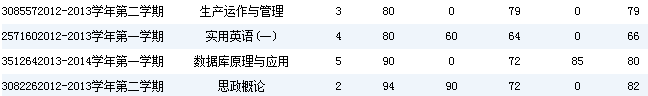 3085572012-2013学年第二学期 生产运作与管理 3 80 0 79 0 79
2571602012-2013学年第一学期 实用英语(一) 4 80 60 64 0 66
3512642013-2014学年第一学期 数据库原理与应用 5 90 0 72 85 80
3082262012-2013学年第二学期 思政概论 2 94 90 72 0 82